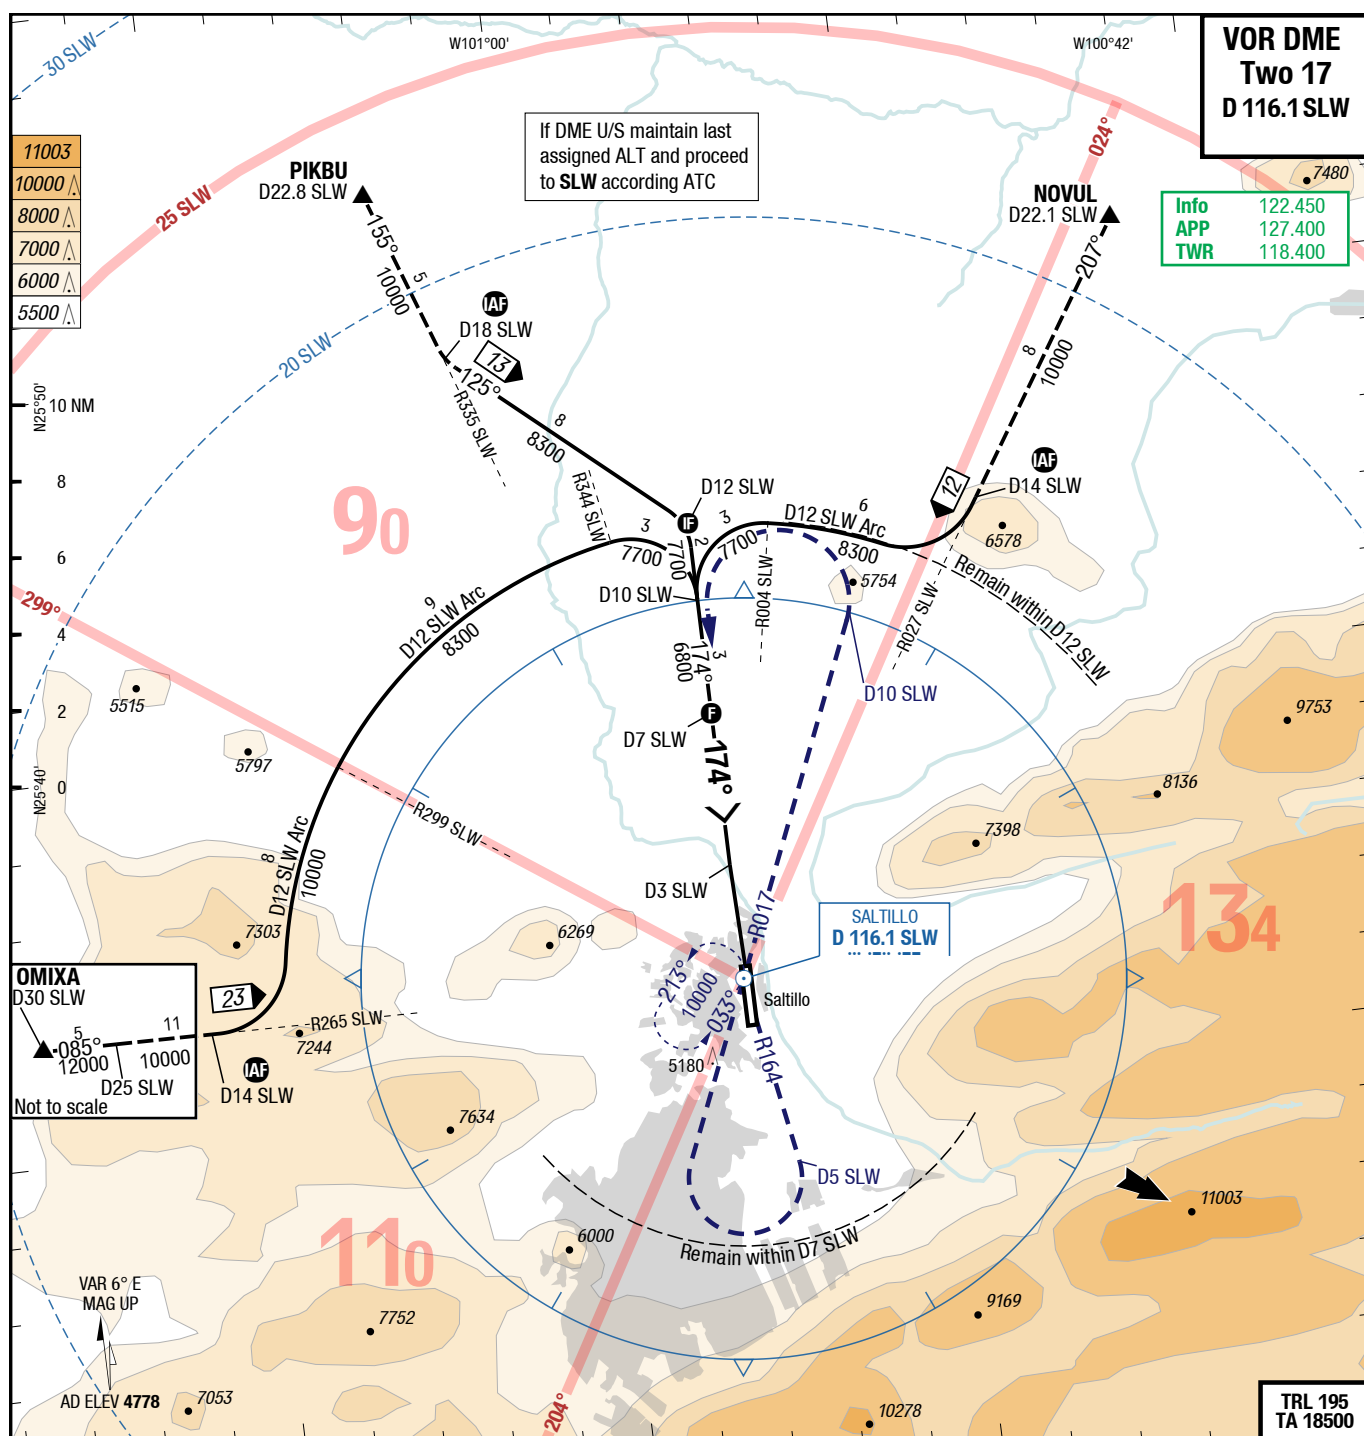 W101°00'
W100°42'
VOR DME
Two 17
D 116.1 SLW
30 SLW
25 SLW
20 SLW
11003
10000
8000
7000
6000
5500
If DME U/S maintain last
assigned ALT and proceed
to SLW according ATC
PIKBU
D22.8 SLW
155°
5
10000
IAF
D18 SLW
13
125°
R335 SLW
8
8300
024°
NOVUL
D22.1 SLW
207°
8
10000
7480
Info 122.450
APP 127.400
TWR 118.400
N25°50'
10 NM
8
6
4
2
0
N25°40'
90
R344 SLW
D12 SLW
IF
3
7700
2
7700
3
7700
D12 SLW Arc
6
8300
12
IAF
D14 SLW
6578
5754
Remain within D12 SLW
R004 SLW
R027 SLW
D10 SLW
D10 SLW
299°
9
D12 SLW Arc
8300
3
174°
6800
F
D7 SLW
174°
5515
5797
R299 SLW
8
D12 SLW Arc
10000
9753
8136
7398
134
D3 SLW
R017
SALTILLO
D 116.1 SLW
Saltillo
7303
6269
213°
10000
033°
R164
5180
OMIXA
D30 SLW
5
085°
12000
11
10000
D25 SLW
Not to scale
23
R265 SLW
7244
IAF
D14 SLW
7634
D5 SLW
Remain within D7 SLW
11003
6000
110
VAR 6° E
MAG UP
7752
9169
AD ELEV 4778
7053
204°
10278
TRL 195
TA 18500